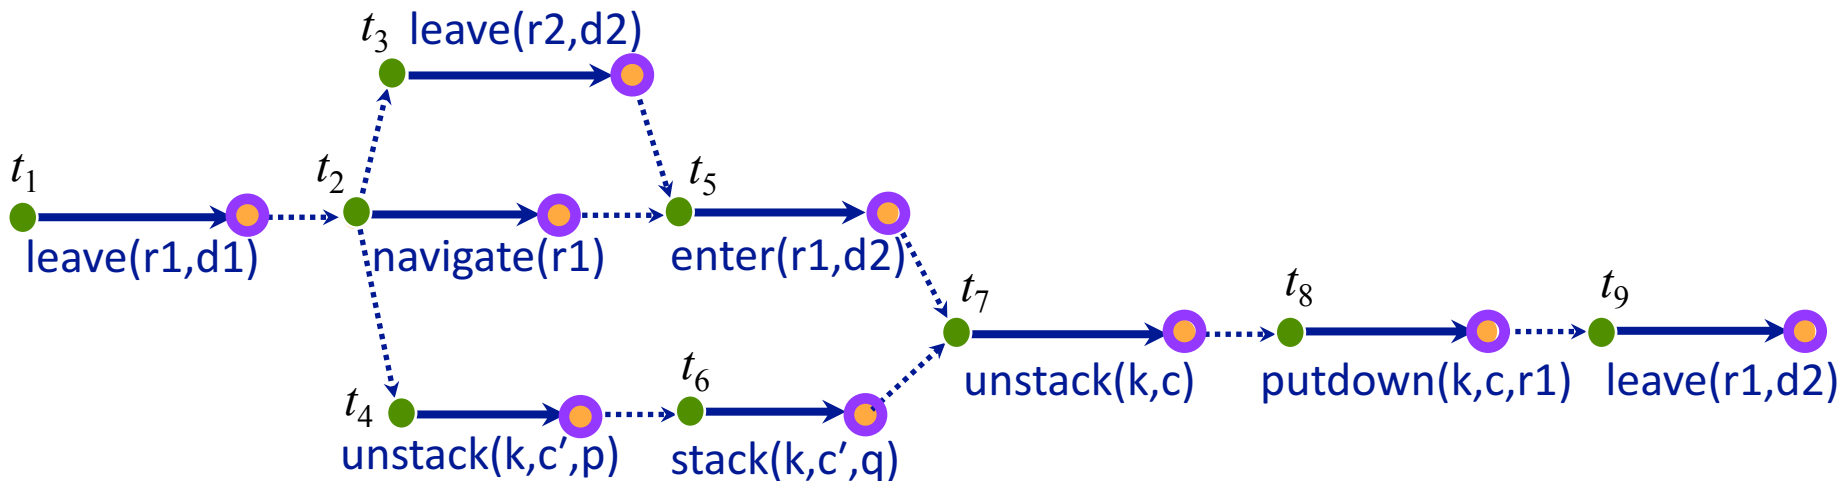 t3 leave(r2,d2)
t1
t2
t5
leave(r1,d1)
navigate(r1)
enter(r1,d2)
t7
t8
t9
t6
t4
unstack(k,c)
putdown(k,c,r1)
leave(r1,d2)
unstack(k,c′,p)
stack(k,c′,q)